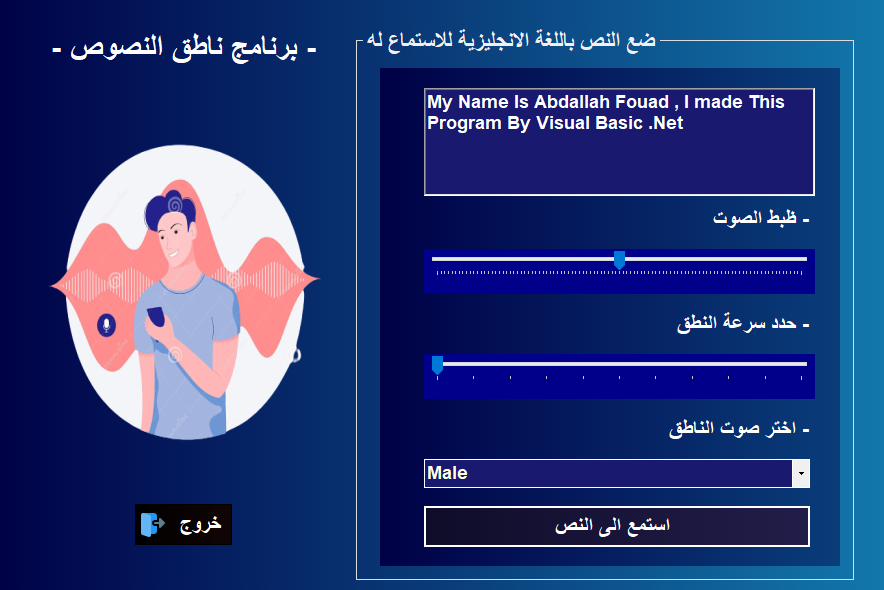 - برنامج ناطق النصوص -
ضع النص باللغة الانجليزية للاستماع له
My Name Is Abdallah Fouad , I made This
Program By Visual Basic .Net
- ظبط الصوت
- حدد سرعة النطق
- اختر صوت الناطق
Male
استمع الى النص
خروج